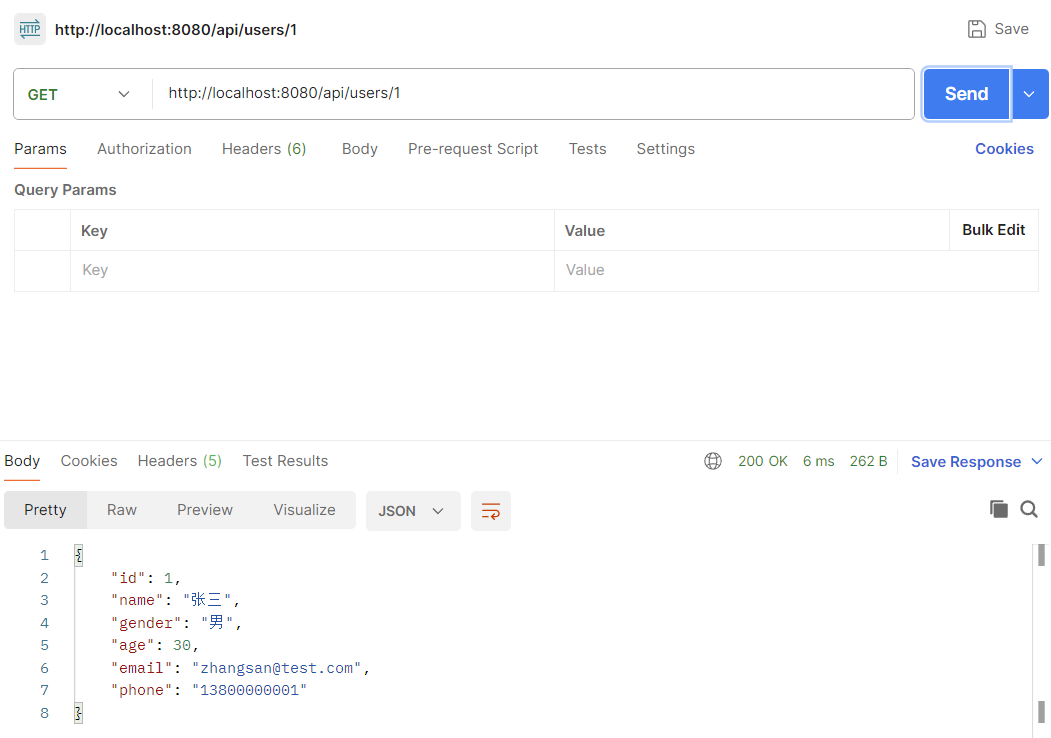 HTTP http://localhost:8080/api/users/1 Save
GET http://localhost:8080/api/users/1 Send
Params Authorization Headers (6) Body Pre-request Script Tests Settings Cookies
Query Params
Key Value Bulk Edit
Key Value
Body Cookies Headers (5) Test Results 200 OK 6 ms 262 B Save Response
Pretty Raw Preview Visualize JSON
1 {
2 "id": 1,
3 "name": "张三",
4 "gender": "男",
5 "age": 30,
6 "email": "zhangsan@test.com",
7 "phone": "13800000001"
8 }